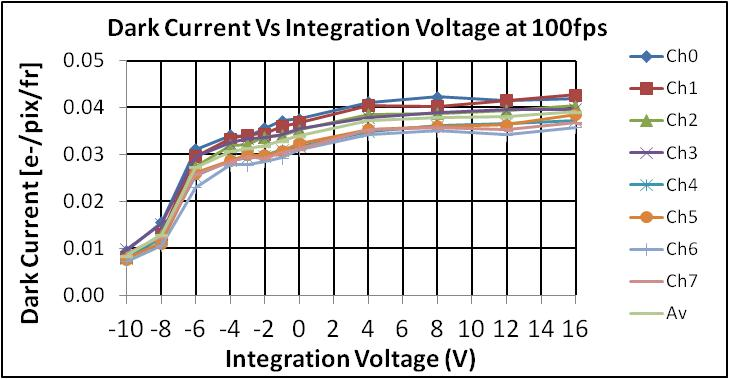 Dark Current Vs Integration Voltage at 100fps
Dark Current [e-/pix/fr]
0.05
0.04
0.03
0.02
0.01
0.00
-10 -8 -6 -4 -2 0 2 4 6 8 10 12 14 16
Integration Voltage (V)
Ch0
Ch1
Ch2
Ch3
Ch4
Ch5
Ch6
Ch7
Av